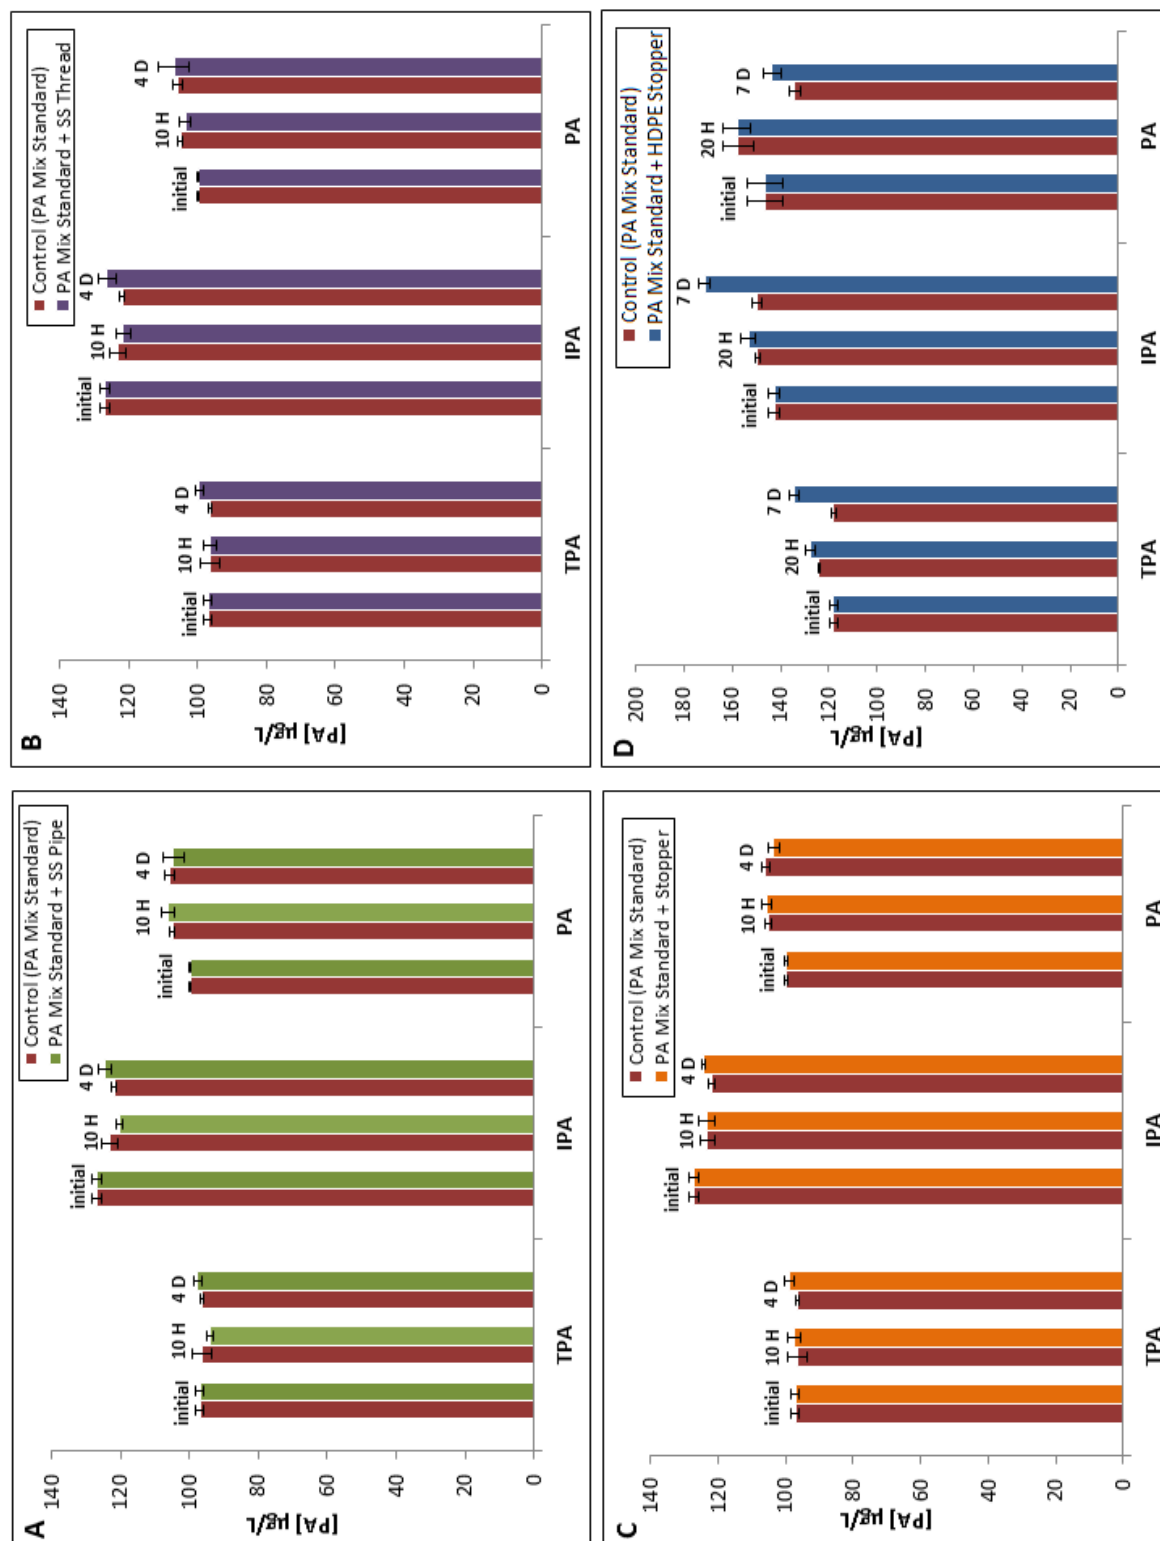 A
Control (PA Mix Standard)
PA Mix Standard + SS Pipe
[PA] µg/L
140
120
100
80
60
40
20
0
initial
10 H
4 D
initial
10 H
4 D
initial
10 H
4 D
TPA
IPA
PA
B
Control (PA Mix Standard)
PA Mix Standard + SS Thread
[PA] µg/L
140
120
100
80
60
40
20
0
initial
10 H
4 D
initial
10 H
4 D
initial
10 H
4 D
TPA
IPA
PA
C
Control (PA Mix Standard)
PA Mix Standard + Stopper
[PA] µg/L
140
120
100
80
60
40
20
0
initial
10 H
4 D
initial
10 H
4 D
initial
10 H
4 D
TPA
IPA
PA
D
Control (PA Mix Standard)
PA Mix Standard + HDPE Stopper
[PA] µg/L
200
180
160
140
120
100
80
60
40
20
0
initial
20 H
7 D
initial
20 H
7 D
initial
20 H
7 D
TPA
IPA
PA